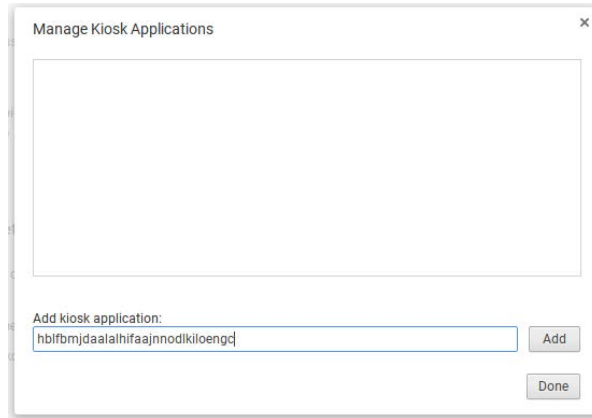 Manage Kiosk Applications
Add kiosk application:
hblfbmjdaalalhifaajnnodlkiloengc
Add
Done